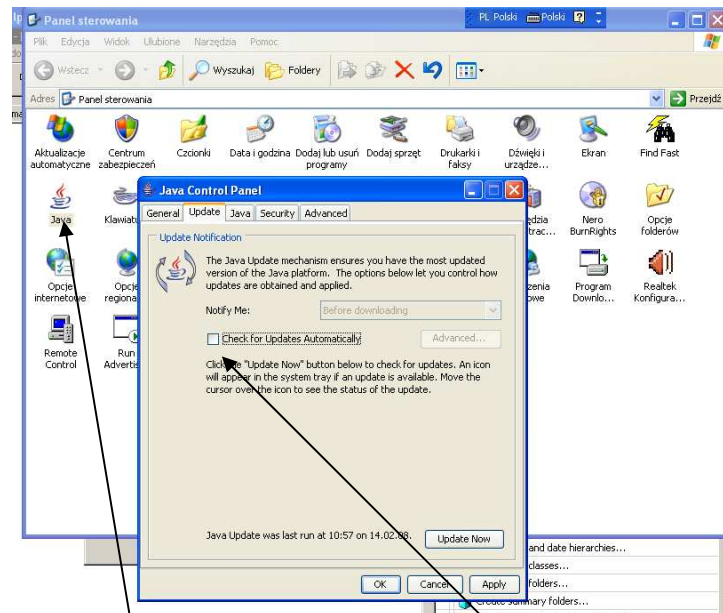 Panel sterowania
PL Polski Polski
Plik Edycja Widok Ulubione Narzędzia Pomoc
Wstecz Wyszukaj Foldery
Adres Panel sterowania Przejdź
Aktualizacje automatyczne
Centrum zabezpieczeń
Czcionki
Data i godzina
Dodaj lub usuń programy
Dodaj sprzęt
Drukarki i faksy
Dźwięki i urządze...
Ekran
Find Fast
Java
Nero BurnRights
Opcje folderów
Opcje internetowe
Program Downlo...
Realtek Konfigura...
Remote Control
Run
Java Control Panel
General Update Java Security Advanced
Update Notification
The Java Update mechanism ensures you have the most updated
version of the Java platform. The options below let you control how
updates are obtained and applied.
Notify Me: Before downloading
Check for Updates Automatically Advanced...
"Update Now" button below to check for updates. An icon
will appear in the system tray if an update is available. Move the
cursor over the icon to see the status of the update.
Java Update was last run at 10:57 on 14.02.08. Update Now
OK Cancel Apply
and date hierarchies...
classes...
folders...
Create summary folders...